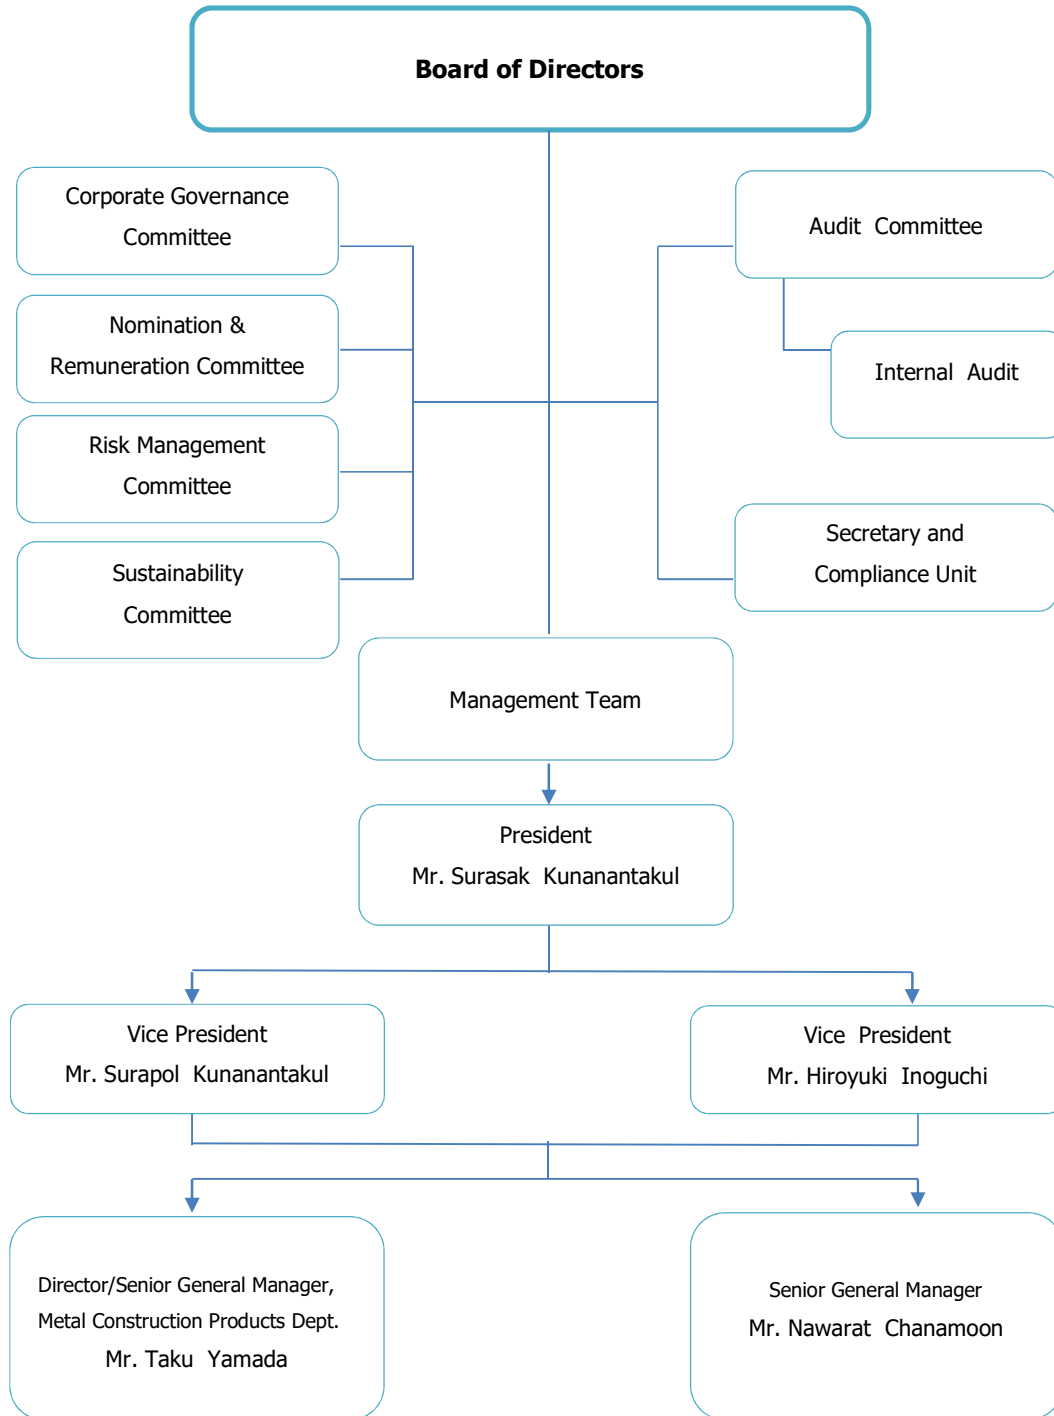 Board of Directors
Corporate Governance
Committee
Audit Committee
Nomination &
Remuneration Committee
Internal Audit
Risk Management
Committee
Secretary and
Compliance Unit
Sustainability
Committee
Management Team
President
Mr. Surasak Kunanantakul
Vice President
Mr. Surapol Kunanantakul
Vice President
Mr. Hiroyuki Inoguchi
Director/Senior General Manager,
Metal Construction Products Dept.
Mr. Taku Yamada
Senior General Manager
Mr. Nawarat Chanamoon